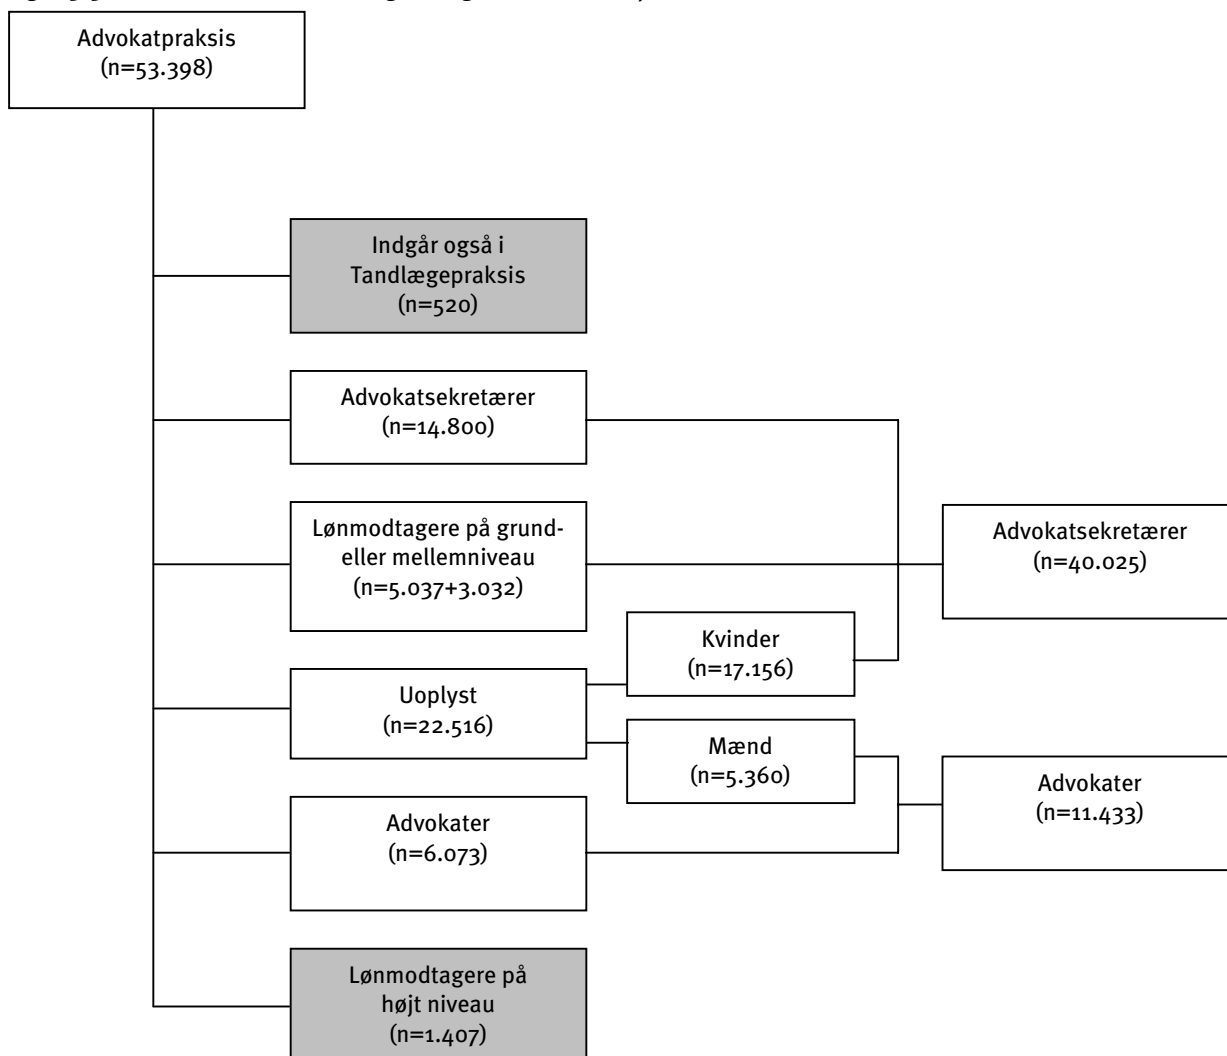 Advokatpraksis
(n=53.398)
Indgår også i
Tandlægepraksis
(n=520)
Advokatsekretærer
(n=14.800)
Lønmodtagere på grund-
eller mellemniveau
(n=5.037+3.032)
Advokatsekretærer
(n=40.025)
Kvinder
(n=17.156)
Uoplyst
(n=22.516)
Mænd
(n=5.360)
Advokater
(n=11.433)
Advokater
(n=6.073)
Lønmodtagere på
højt niveau
(n=1.407)